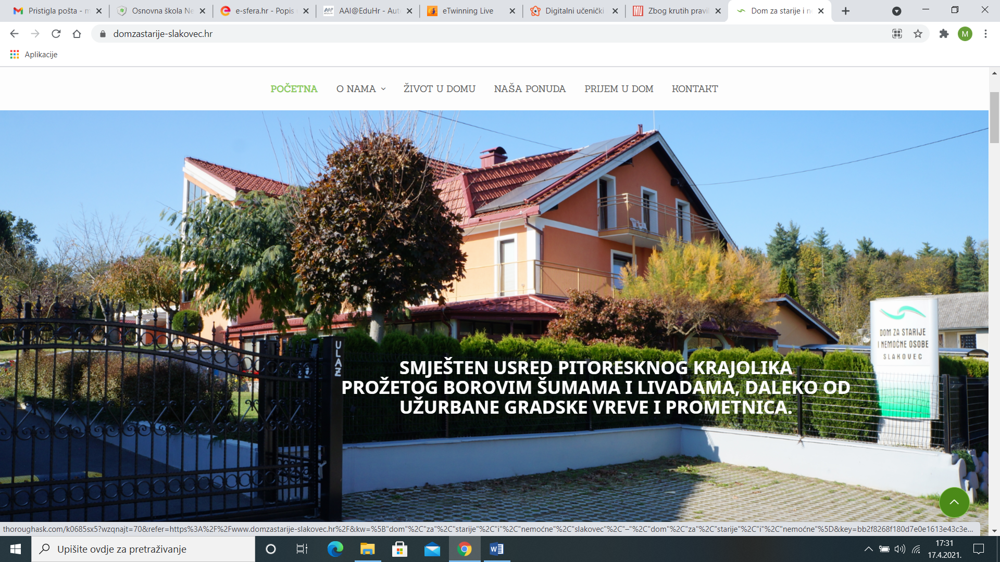 Pristigla pošta - m
Osnovna škola Ne
e-sfera.hr - Popis
AAI@EduHr - Aut
eTwinning Live
Digitalni učenički
Zbog krutih pravil
Dom za starije i n
domzastarije-slakovec.hr
M
Aplikacije
POČETNA O NAMA ŽIVOT U DOMU NAŠA PONUDA PRIJEM U DOM KONTAKT
DOM ZA STARIJE
I NEMOĆNE OSOBE
SLAKOVEC
ULAZ
SMJEŠTEN USRED PITORESKNOG KRAJOLIKA
PROŽETOG BOROVIM ŠUMAMA I LIVADAMA, DALEKO OD
UŽURBANE GRADSKE VREVE I PROMETNICA.
thoroughask.com/k0685sx5?wzqnajt=70&refer=https%3A%2F%2Fwww.domzastarije-slakovec.hr%2F&kw=%5B"dom"%2C"za"%2C"starije"%2C"i"%2C"nemoćne"%2C"slakovec"%2C"–"%2C"dom"%2C"za"%2C"starije"%2C"i"%2C"nemoćne"%5D&key=bb2f8268f180d7e0e1613e43c3e...
Upišite ovdje za pretraživanje
17:31
17.4.2021.